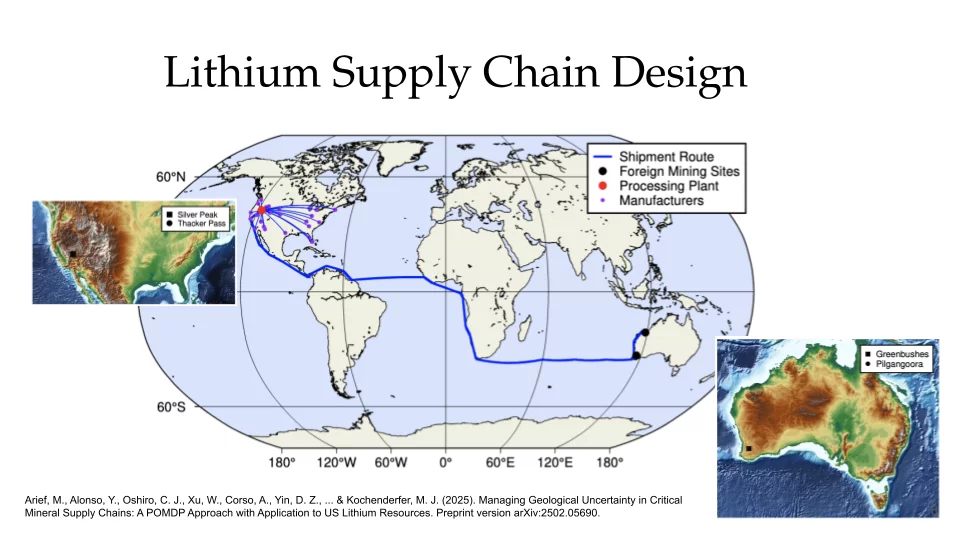 Lithium Supply Chain Design
Shipment Route
Foreign Mining Sites
Processing Plant
Manufacturers
60°N
60°S
Silver Peak
Thacker Pass
Greenbushes
Pilgangoora
180° 120°W 60°W 0° 60°E 120°E 180°
Arief, M., Alonso, Y., Oshiro, C. J., Xu, W., Corso, A., Yin, D. Z., ... & Kochenderfer, M. J. (2025). Managing Geological Uncertainty in Critical
Mineral Supply Chains: A POMDP Approach with Application to US Lithium Resources. Preprint version arXiv:2502.05690.